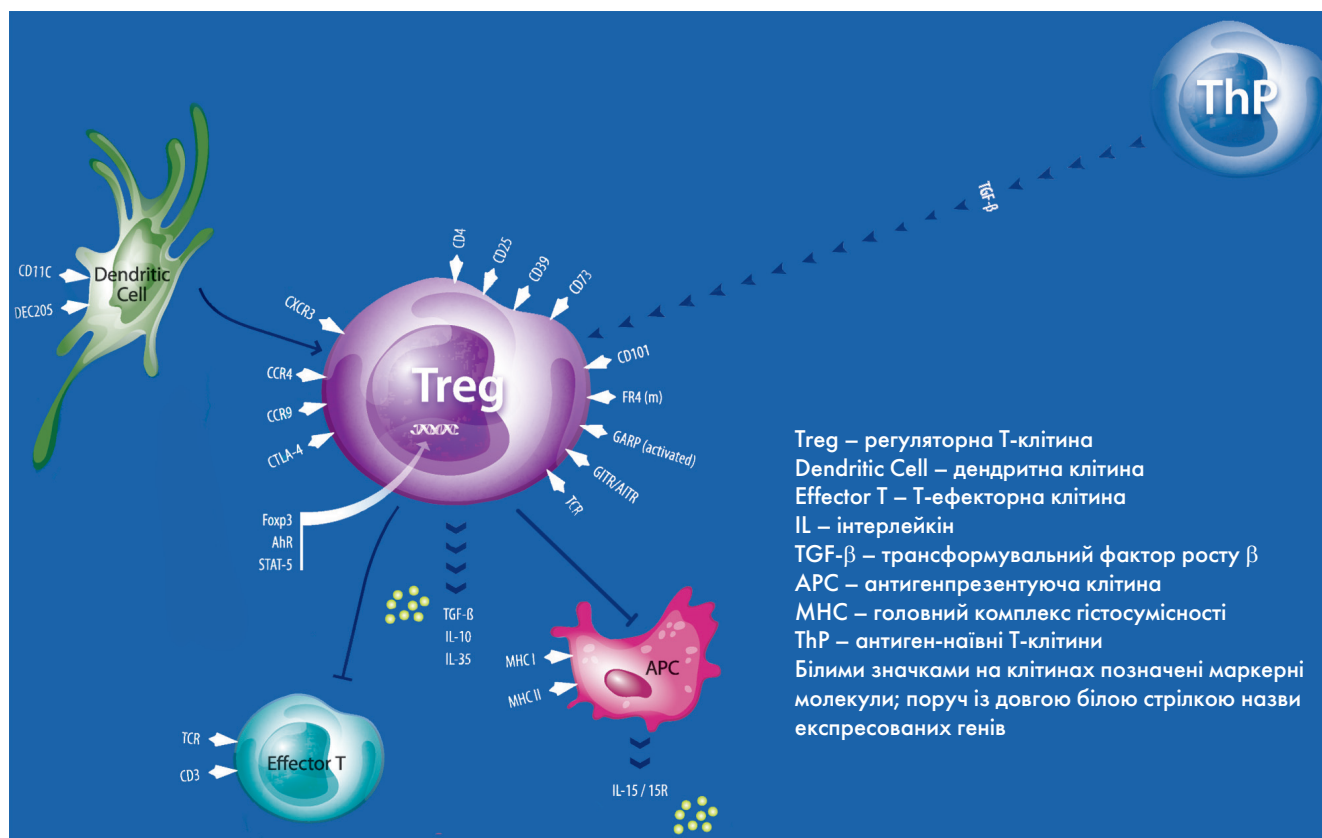 ThP
TGF-β
CD11C
DEC205
Dendritic
Cell
CD4
CD25
CD39
CD73
CXCR3
CCR4
CCR9
CTLA-4
Treg
CD101
FR4 (m)
GARP (activated)
GITR/AITR
TCR
Foxp3
AhR
STAT-5
TGF-ß
IL-10
IL-35
MHC I
MHC II
APC
TCR
CD3
Effector T
IL-15 / 15R
Treg – регуляторна Т-клітина
Dendritic Cell – дендритна клітина
Effector T – Т-ефекторна клітина
IL – інтерлейкін
TGF-β – трансформувальний фактор росту β
APC – антигенпрезентуюча клітина
MHC – головний комплекс гістосумісності
ThP – антиген-наївні Т-клітини
Білими значками на клітинах позначені маркерні
молекули; поруч із довгою білою стрілкою назви
експресованих генів